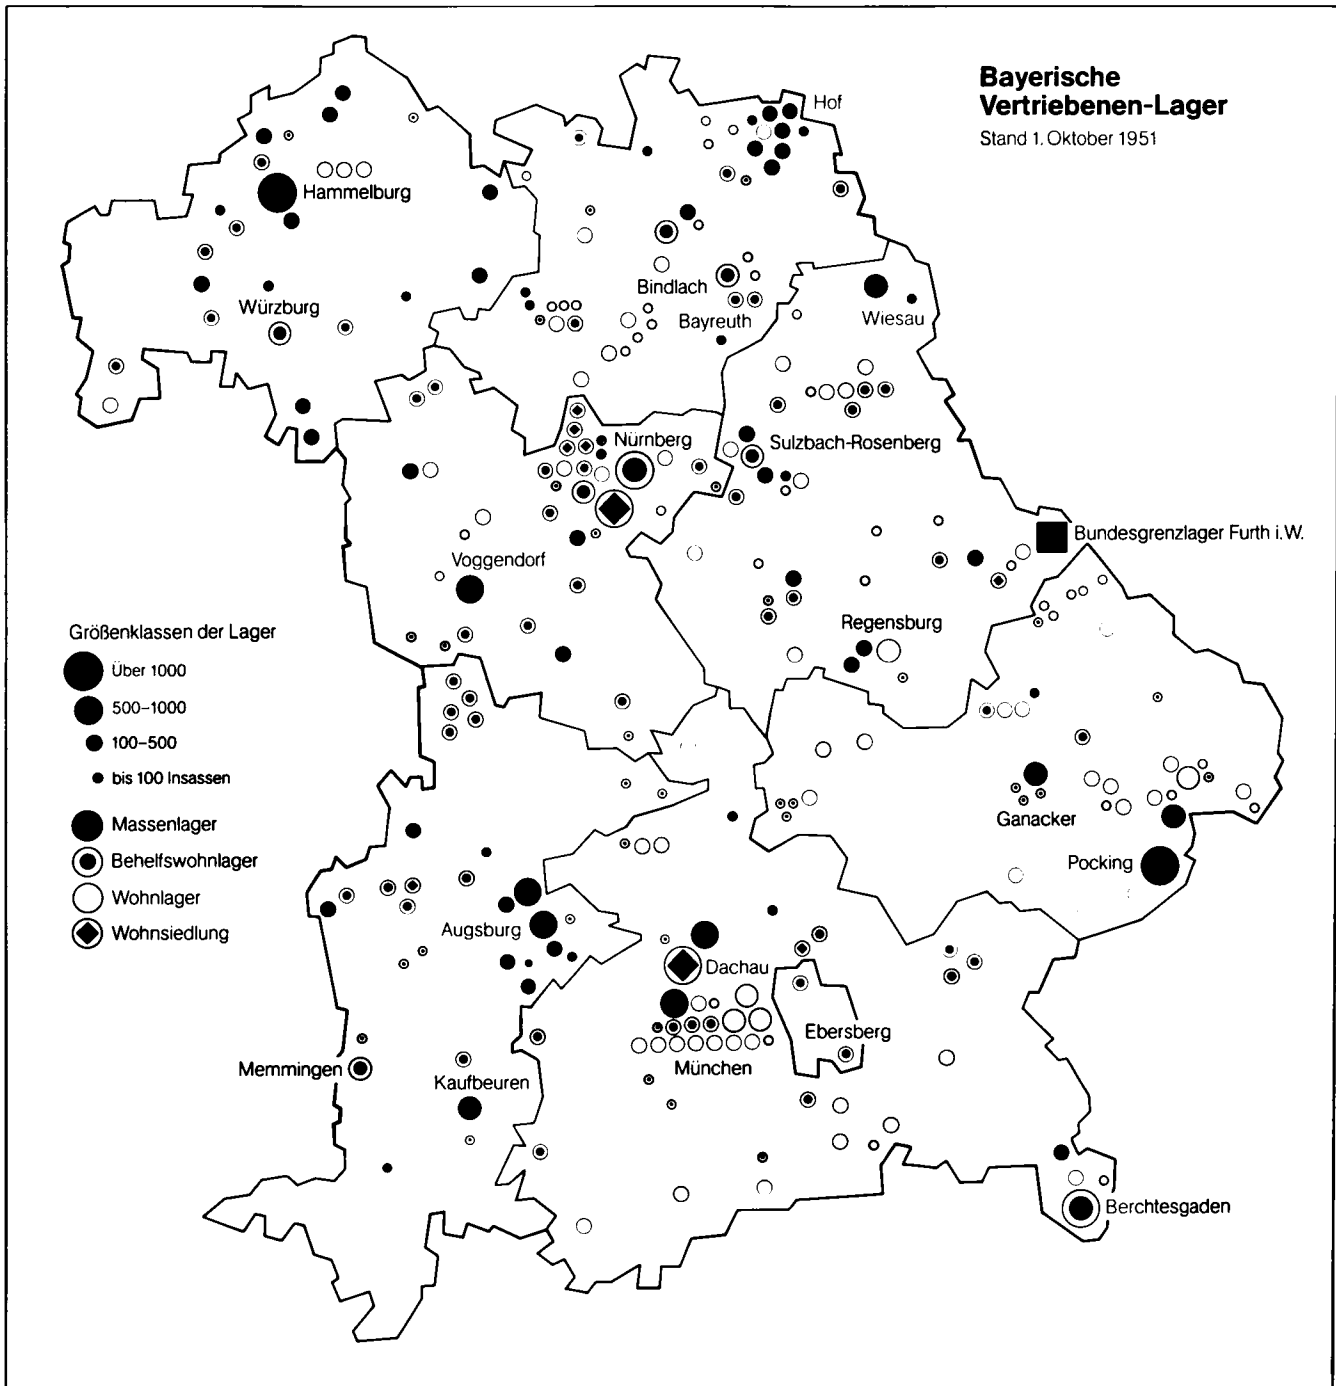 Bayerische
Vertriebenen-Lager
Stand 1. Oktober 1951
Hof
Hammelburg
Bindlach
Würzburg
Bayreuth
Wiesau
Nürnberg
Sulzbach-Rosenberg
Bundesgrenzlager Furth i.W.
Voggendorf
Regensburg
Größenklassen der Lager
Über 1000
500–1000
100–500
bis 100 Insassen
Massenlager
Behelfswohnlager
Wohnlager
Wohnsiedlung
Ganacker
Pocking
Augsburg
Dachau
Ebersberg
Memmingen
München
Kaufbeuren
Berchtesgaden